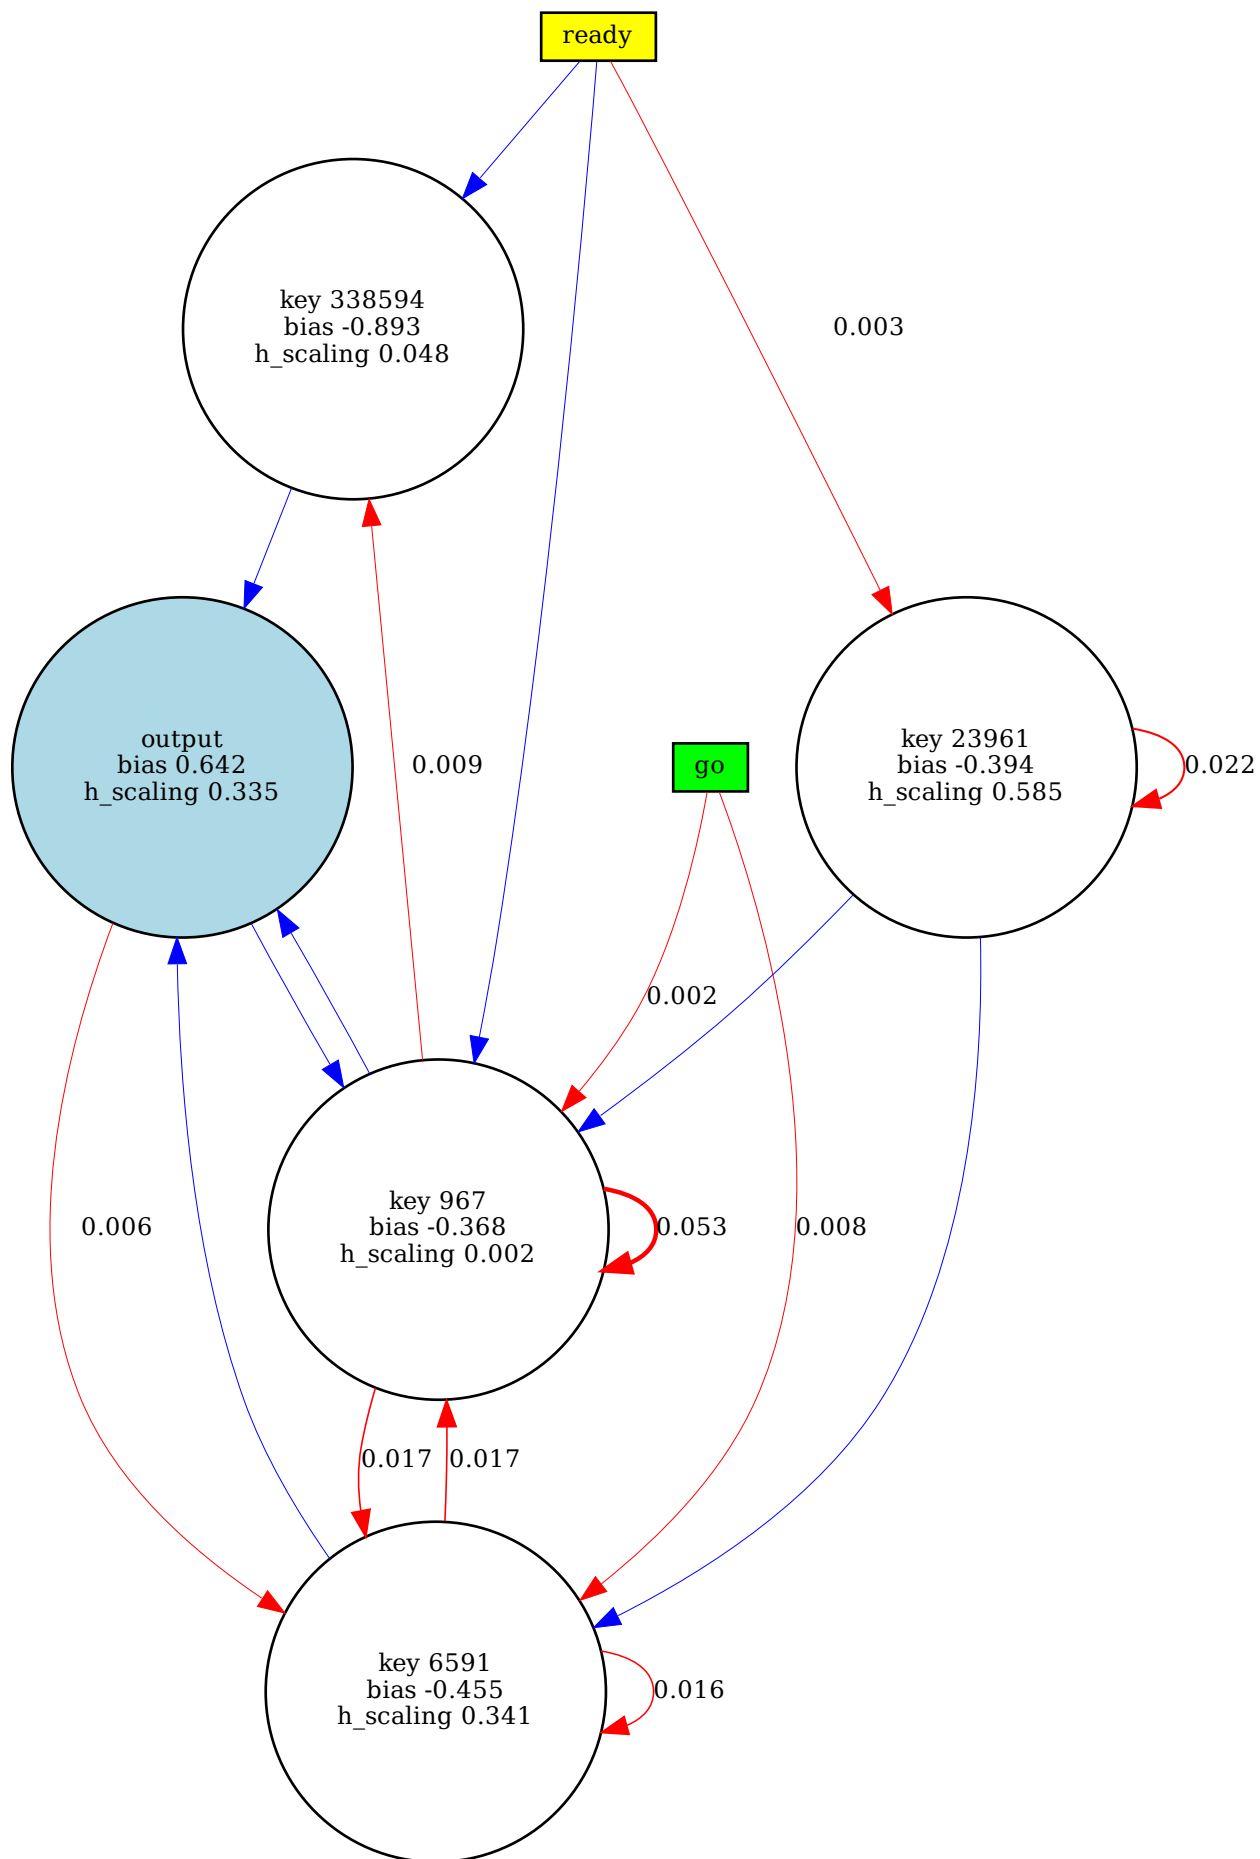 ready
key 338594
bias -0.893
h_scaling 0.048
0.003
output
bias 0.642
h_scaling 0.335
0.009
go
key 23961
bias -0.394
h_scaling 0.585
0.022
0.002
0.006
key 967
bias -0.368
h_scaling 0.002
0.053
0.008
0.017
0.017
key 6591
bias -0.455
h_scaling 0.341
0.016